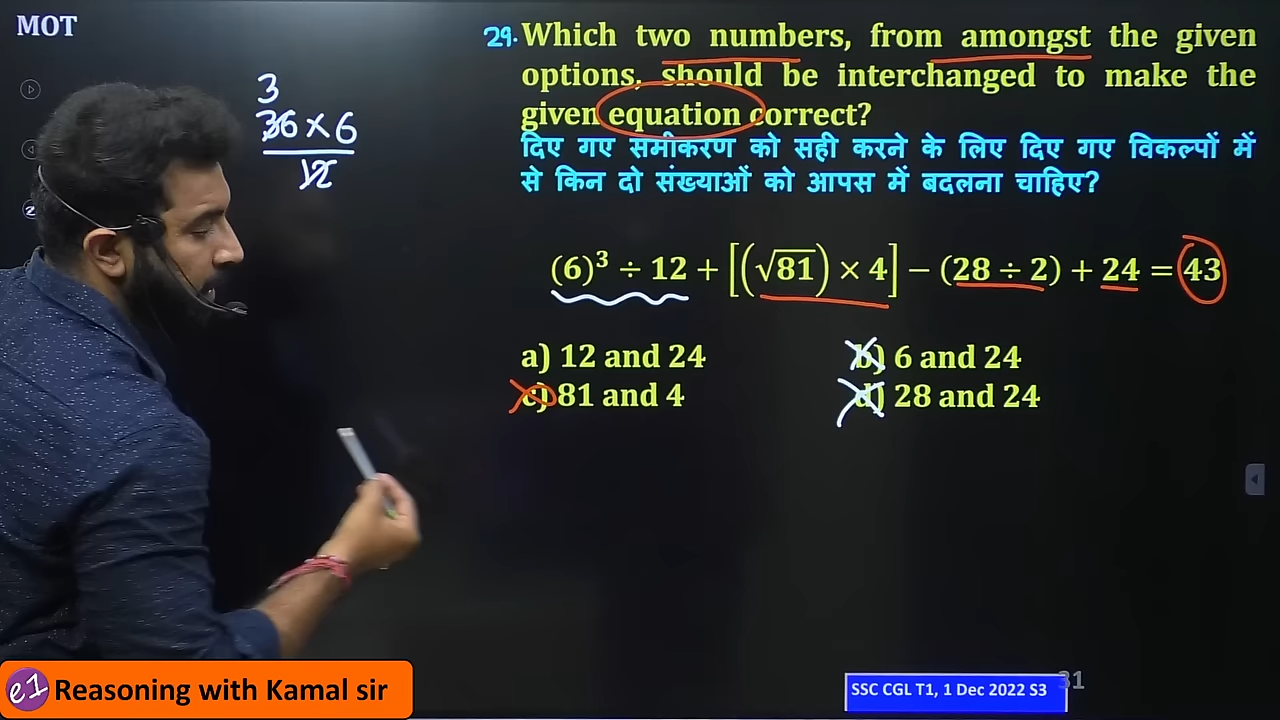 MOT
29. Which two numbers, from amongst the given
options, should be interchanged to make the
given equation correct?
दिए गए समीकरण को सही करने के लिए दिए गए विकल्पों में
से किन दो संख्याओं को आपस में बदलना चाहिए?
3
36 × 6
12
(6)³ ÷ 12 + [(√81) × 4] − (28 ÷ 2) + 24 = 43
a) 12 and 24
b) 6 and 24
c) 81 and 4
d) 28 and 24
e1 Reasoning with Kamal sir
SSC CGL T1, 1 Dec 2022 S3
31